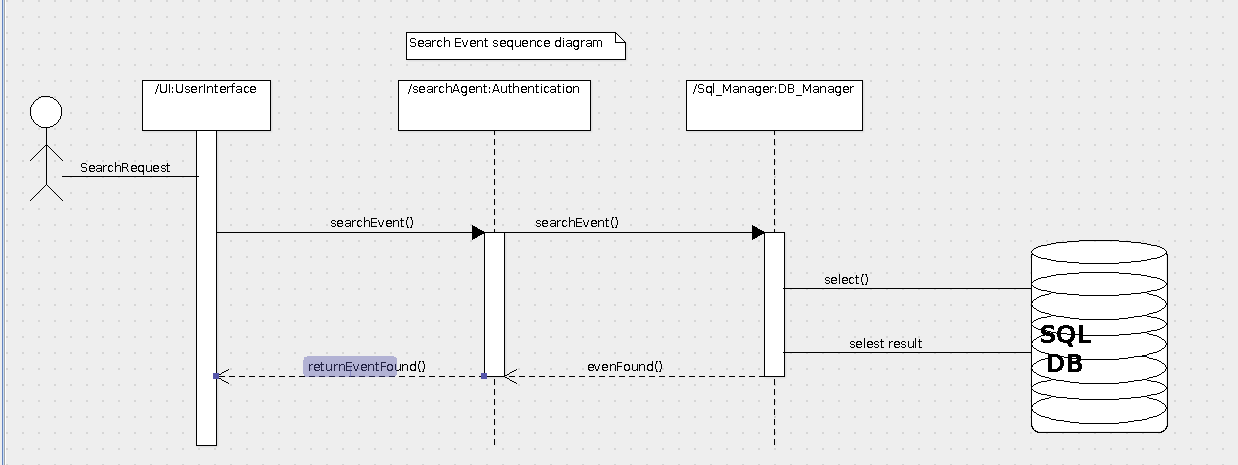 Search Event sequence diagram
/UI:UserInterface
/searchAgent:Authentication
/Sql_Manager:DB_Manager
SearchRequest
searchEvent()
searchEvent()
select()
SQL
DB
selest result
returnEventFound()
evenFound()